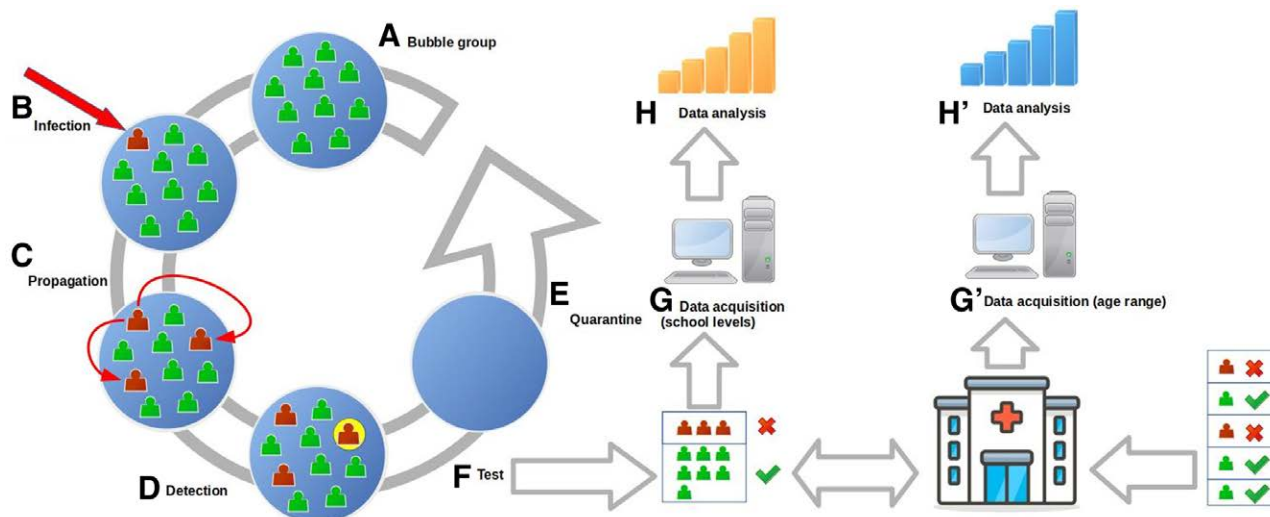 A Bubble group
B Infection
C Propagation
D Detection
E Quarantine
F Test
G Data acquisition
(school levels)
H Data analysis
G' Data acquisition (age range)
H' Data analysis